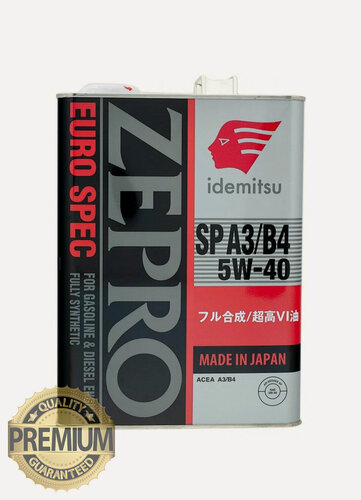 idemitsu
SP A3/B4
5W-40
フル合成/超高VI油
MADE IN JAPAN
ACEA A3/B4
ZEPRO
EURO SPEC
FOR GASOLINE & DIESEL
FULLY SYNTHETIC
QUALITY
PREMIUM
GUARANTEED